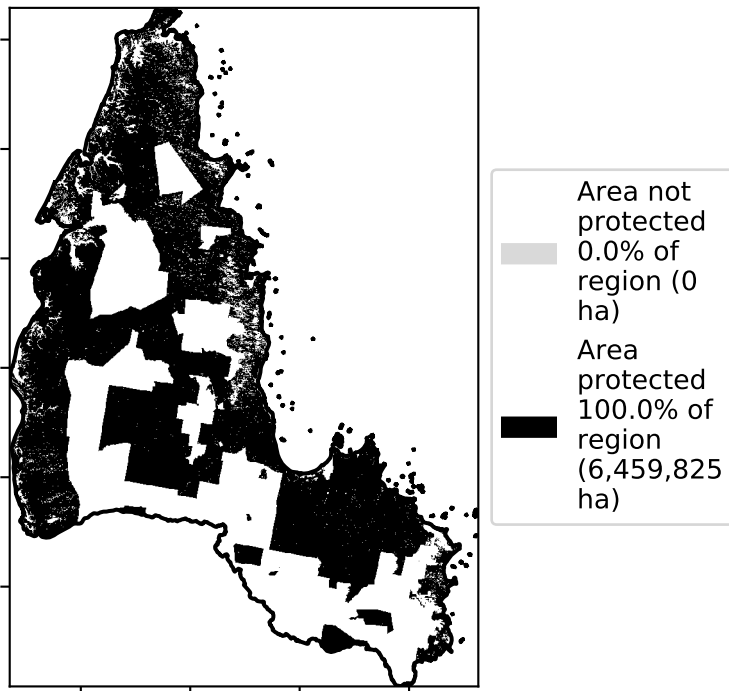 Area not
protected
0.0% of
region (0
ha)
Area
protected
100.0% of
region
(6,459,825
ha)